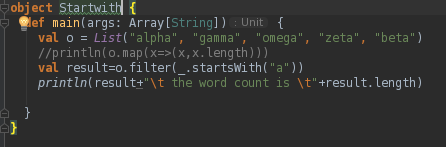 object Startwith {
def main(args: Array[String]) : Unit {
val o = List("alpha", "gamma", "omega", "zeta", "beta")
//println(o.map(x=>(x,x.length)))
val result=o.filter(_.startsWith("a"))
println(result+"\t the word count is \t"+result.length)
}
}